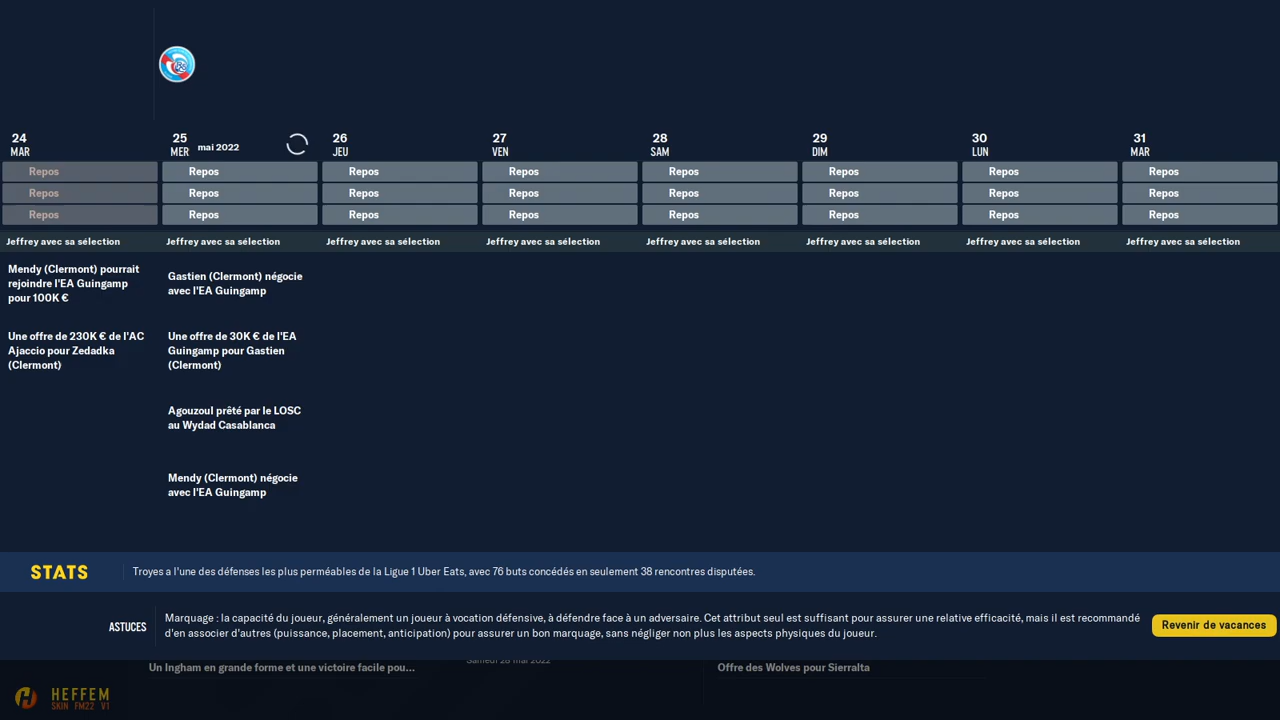 24
MAR
25
MER mai 2022
26
JEU
27
VEN
28
SAM
29
DIM
30
LUN
31
MAR
Repos Repos Repos Repos Repos Repos Repos Repos
Repos Repos Repos Repos Repos Repos Repos Repos
Repos Repos Repos Repos Repos Repos Repos Repos
Jeffrey avec sa sélection Jeffrey avec sa sélection Jeffrey avec sa sélection Jeffrey avec sa sélection Jeffrey avec sa sélection Jeffrey avec sa sélection Jeffrey avec sa sélection Jeffrey avec sa sélection
Mendy (Clermont) pourrait
rejoindre l'EA Guingamp
pour 100K €
Une offre de 230K € de l'AC
Ajaccio pour Zedadka
(Clermont)
Gastien (Clermont) négocie
avec l'EA Guingamp
Une offre de 30K € de l'EA
Guingamp pour Gastien
(Clermont)
Agouzoul prêté par le LOSC
au Wydad Casablanca
Mendy (Clermont) négocie
avec l'EA Guingamp
STATS
Troyes a l'une des défenses les plus perméables de la Ligue 1 Uber Eats, avec 76 buts concédés en seulement 38 rencontres disputées.
ASTUCES
Marquage : la capacité du joueur, généralement un joueur à vocation défensive, à défendre face à un adversaire. Cet attribut seul est suffisant pour assurer une relative efficacité, mais il est recommandé
d'en associer d'autres (puissance, placement, anticipation) pour assurer un bon marquage, sans négliger non plus les aspects physiques du joueur.
Revenir de vacances
Un Ingham en grande forme et une victoire facile pou...
Samedi 28 mai 2022
Offre des Wolves pour Sierralta
HEFFEM
SKIN FM22 V1